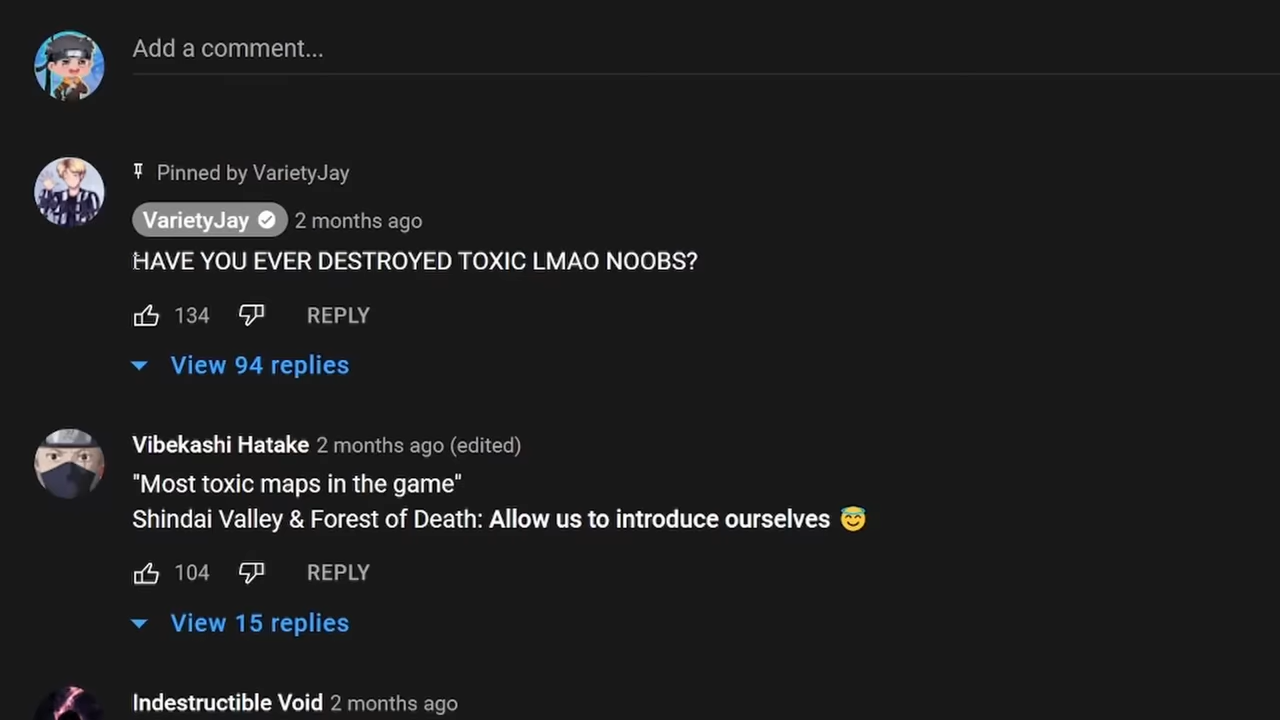 Add a comment...
Pinned by VarietyJay
VarietyJay 2 months ago
HAVE YOU EVER DESTROYED TOXIC LMAO NOOBS?
134 REPLY
View 94 replies
Vibekashi Hatake 2 months ago (edited)
"Most toxic maps in the game"
Shindai Valley & Forest of Death: Allow us to introduce ourselves 😇
104 REPLY
View 15 replies
Indestructible Void 2 months ago